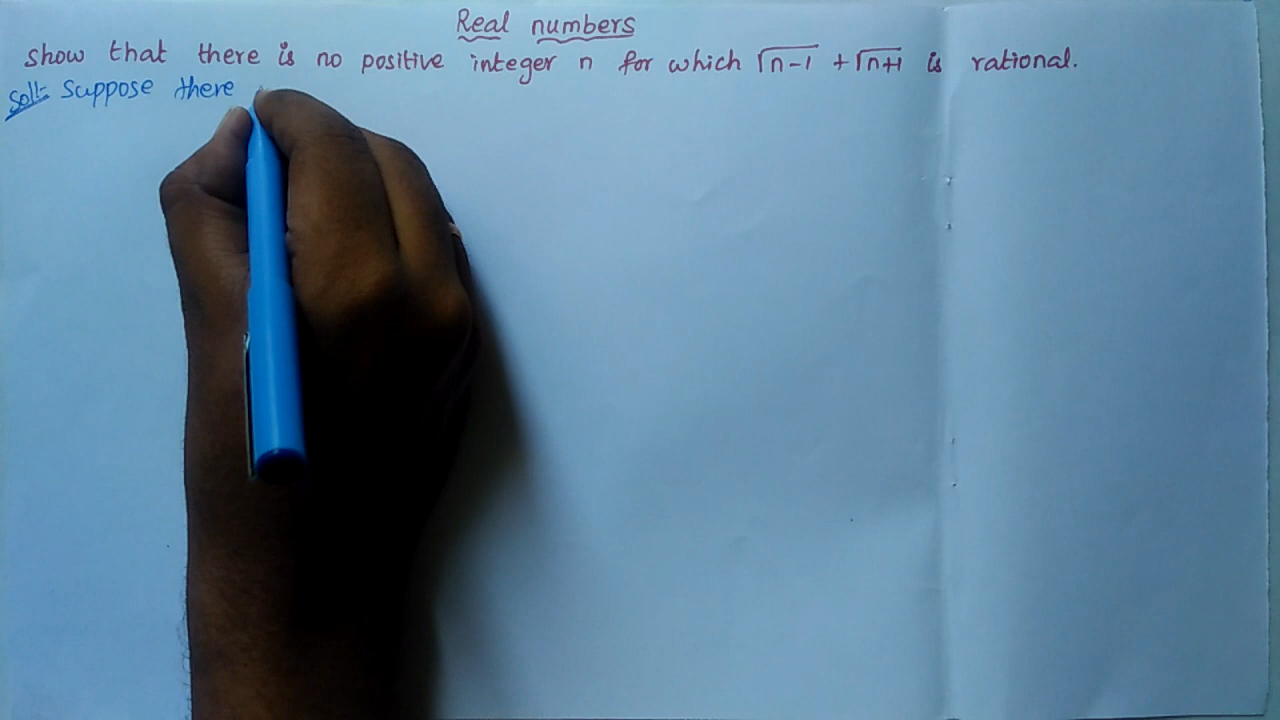 Real numbers
show that there is no positive integer n for which √n-1 + √n+1 is rational.
Sol:- Suppose there